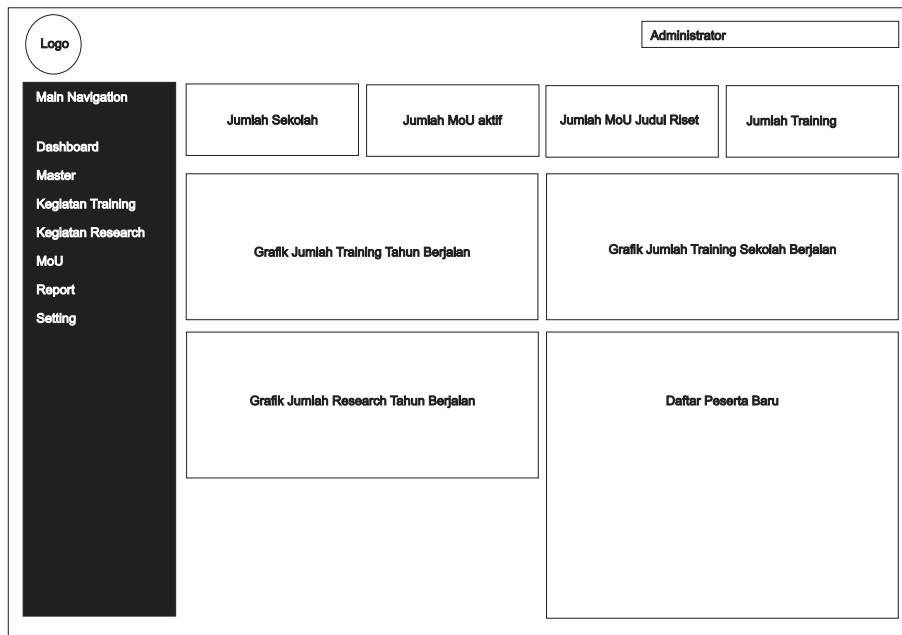 Logo
Administrator
Main Navigation
Dashboard
Master
Kegiatan Training
Kegiatan Research
MoU
Report
Setting
Jumlah Sekolah
Jumlah MoU aktif
Jumlah MoU Judul Riset
Jumlah Training
Grafik Jumlah Training Tahun Berjalan
Grafik Jumlah Training Sekolah Berjalan
Grafik Jumlah Research Tahun Berjalan
Daftar Peserta Baru